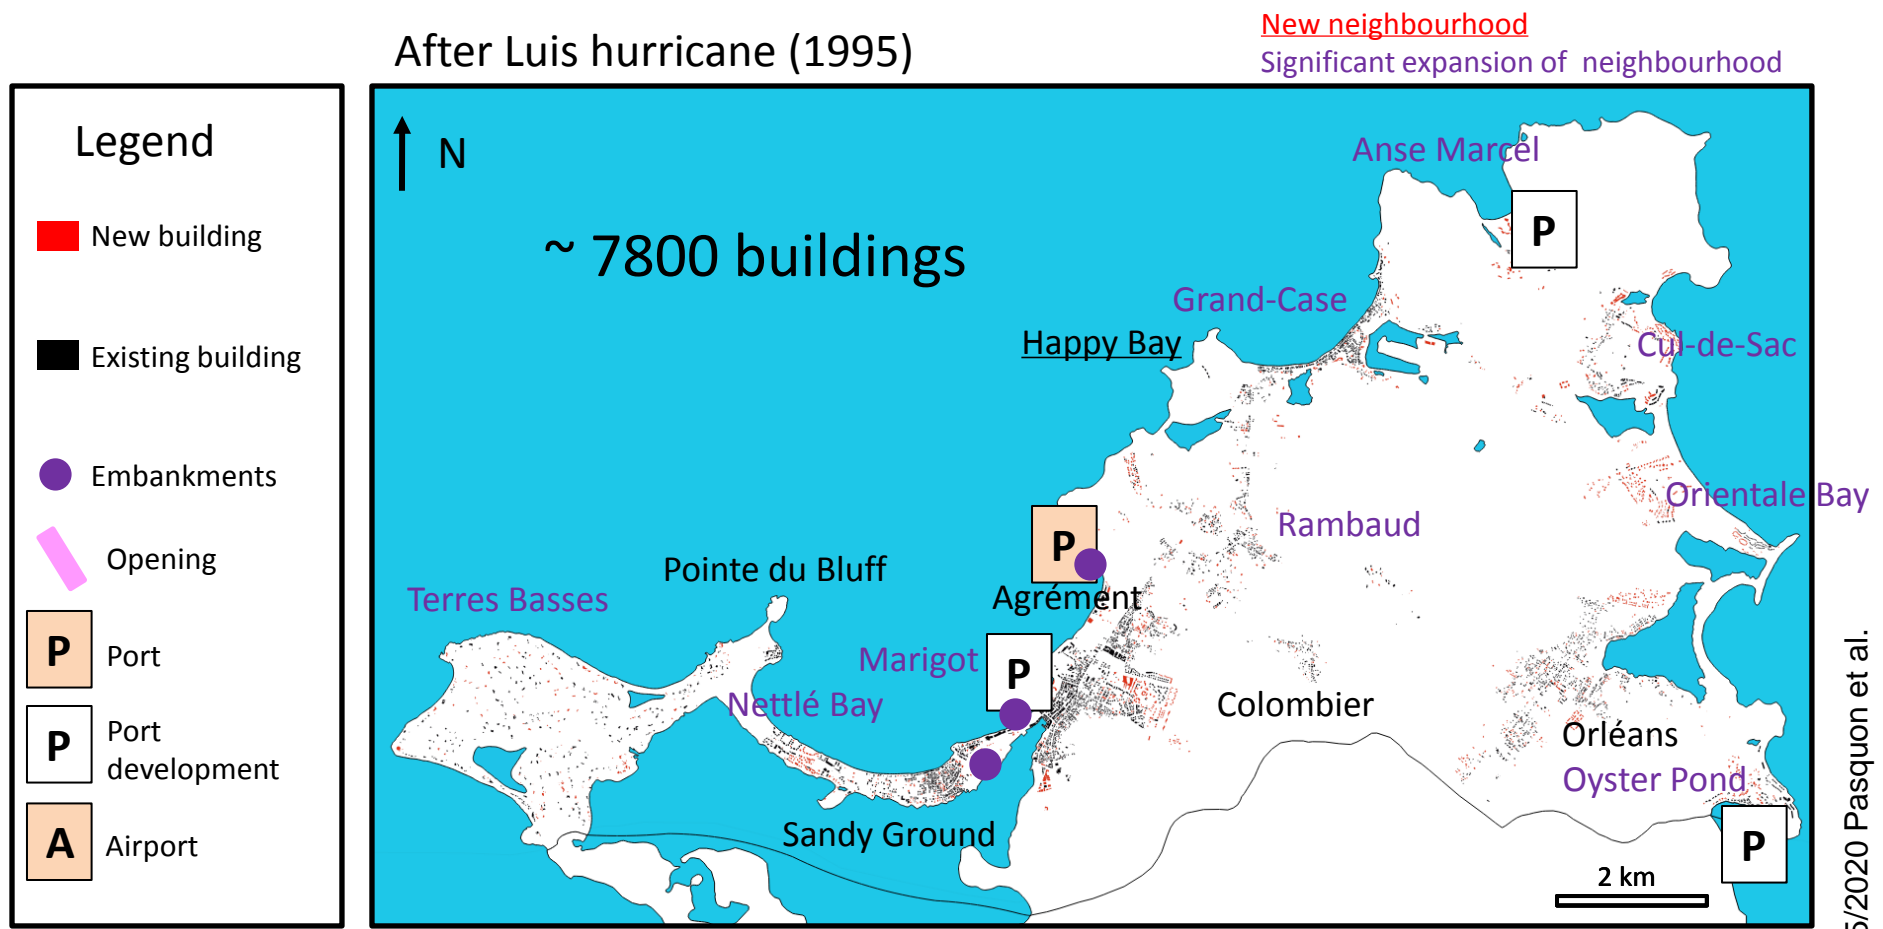 After Luis hurricane (1995)
New neighbourhood
Significant expansion of neighbourhood
Legend
New building
Existing building
Embankments
Opening
P Port
P Port
development
A Airport
N
~ 7800 buildings
Anse Marcel
P
Grand-Case
Happy Bay
Cul-de-Sac
Orientale Bay
Rambaud
P
Agrément
Pointe du Bluff
Terres Basses
Marigot
P
Nettlé Bay
Colombier
Orléans
Oyster Pond
Sandy Ground
P
2 km
5/2020 Pasquon et al.